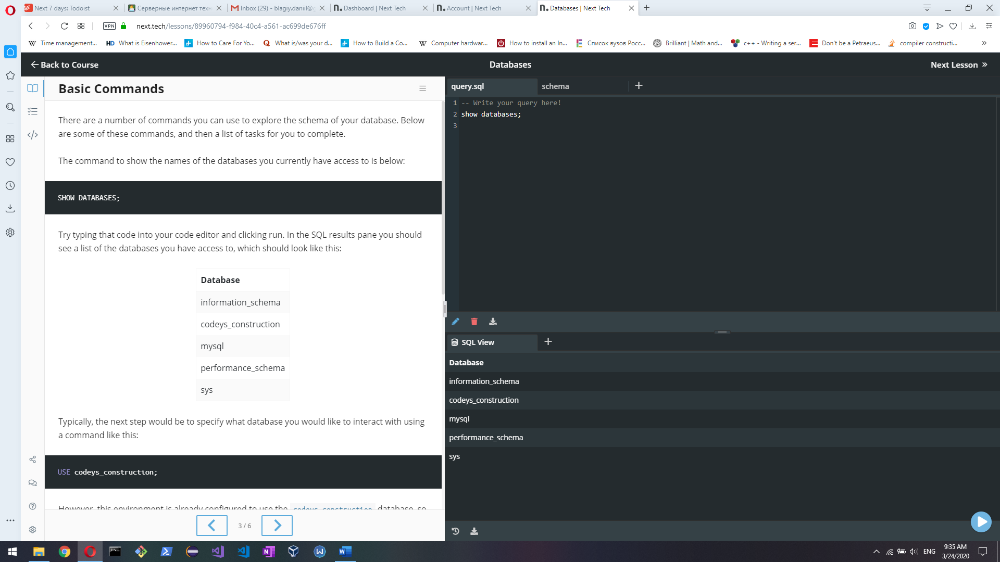 Next 7 days: Todoist
Серверные интернет техн
Inbox (29) - blagiy.daniil@g
Dashboard | Next Tech
Account | Next Tech
Databases | Next Tech
VPN
next.tech/lessons/89960794-f984-40c4-a561-ac699de676ff
Time management...
What is Eisenhower...
How to Care For Yo...
What is/was your d...
How to Build a Co...
Computer hardwar...
How to install an In...
Список вузов Росс...
Brilliant | Math and...
c++ - Writing a ser...
Don't be a Petraeus...
compiler constructi...
Back to Course
Databases
Next Lesson »
Basic Commands
There are a number of commands you can use to explore the schema of your database. Below
are some of these commands, and then a list of tasks for you to complete.
The command to show the names of the databases you currently have access to is below:
SHOW DATABASES;
Try typing that code into your code editor and clicking run. In the SQL results pane you should
see a list of the databases you have access to, which should look like this:
Database
information_schema
codeys_construction
mysql
performance_schema
sys
Typically, the next step would be to specify what database you would like to interact with using
a command like this:
USE codeys_construction;
However, this environment is already configured to use the codeys_construction database, so
3 / 6
query.sql
schema
1 -- Write your query here!
2 show databases;
3
SQL View
Database
information_schema
codeys_construction
mysql
performance_schema
sys
ENG
9:35 AM
3/24/2020